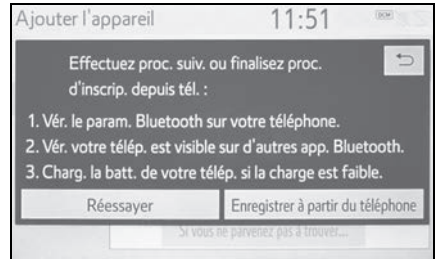 Ajouter l'appareil 11:51 DCM
Effectuez proc. suiv. ou finalisez proc.
d'inscrip. depuis tél. :
1. Vér. le param. Bluetooth sur votre téléphone.
2. Vér. votre télép. est visible sur d'autres app. Bluetooth.
3. Charg. la batt. de votre télép. si la charge est faible.
Réessayer Enregistrer à partir du téléphone
Si vous ne parvenez pas à trouver...